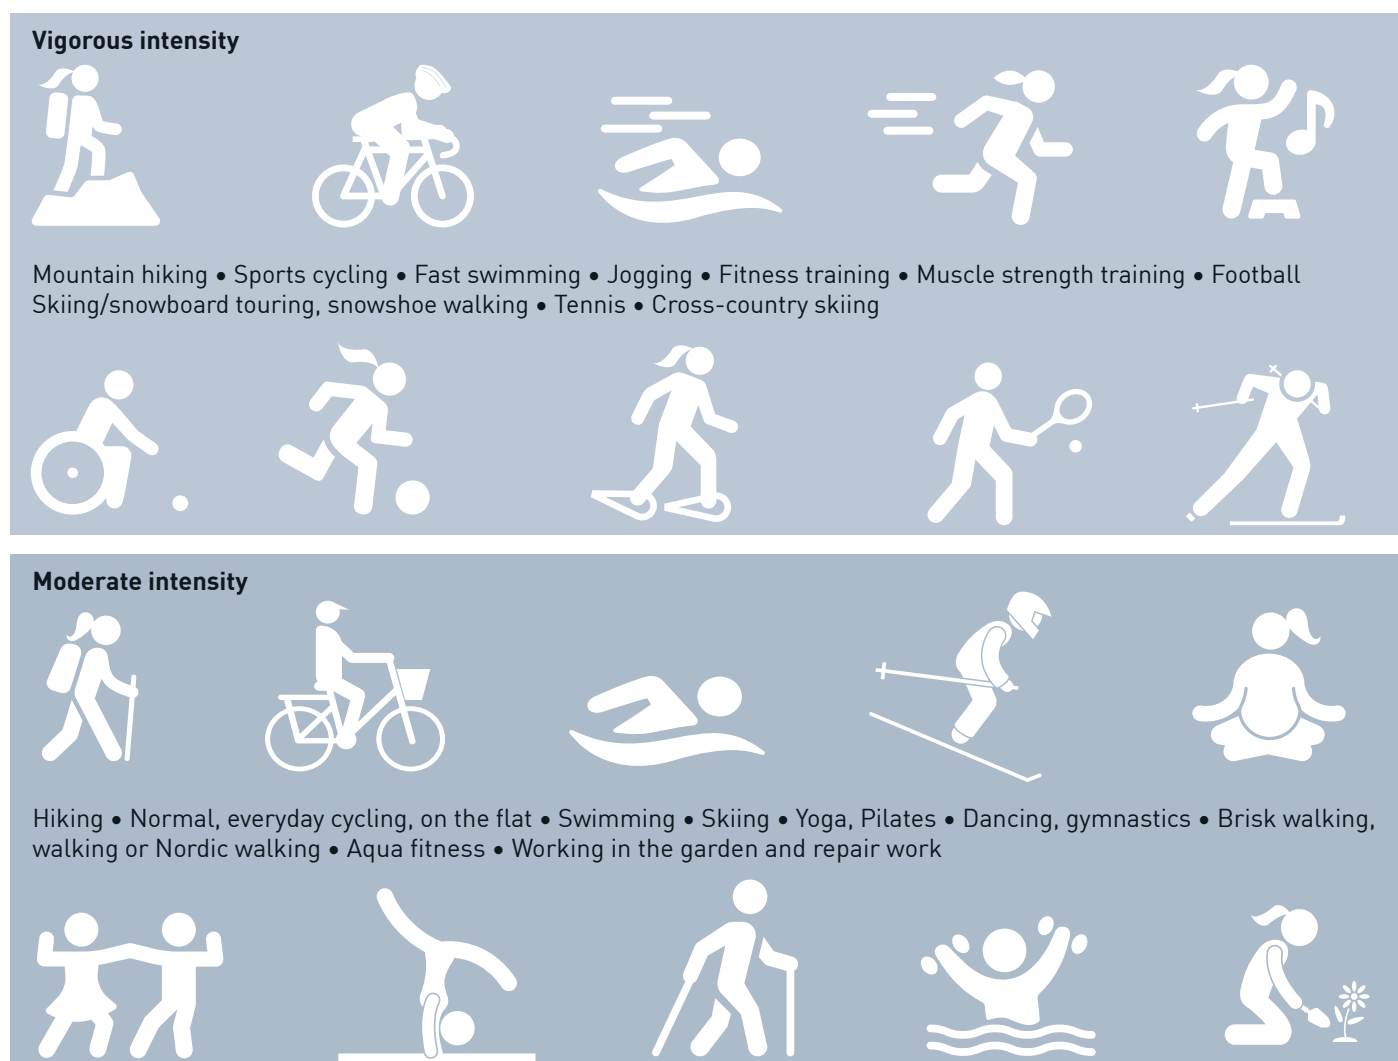 Vigorous intensity
Mountain hiking • Sports cycling • Fast swimming • Jogging • Fitness training • Muscle strength training • Football
Skiing/snowboard touring, snowshoe walking • Tennis • Cross-country skiing
Moderate intensity
Hiking • Normal, everyday cycling, on the flat • Swimming • Skiing • Yoga, Pilates • Dancing, gymnastics • Brisk walking,
walking or Nordic walking • Aqua fitness • Working in the garden and repair work